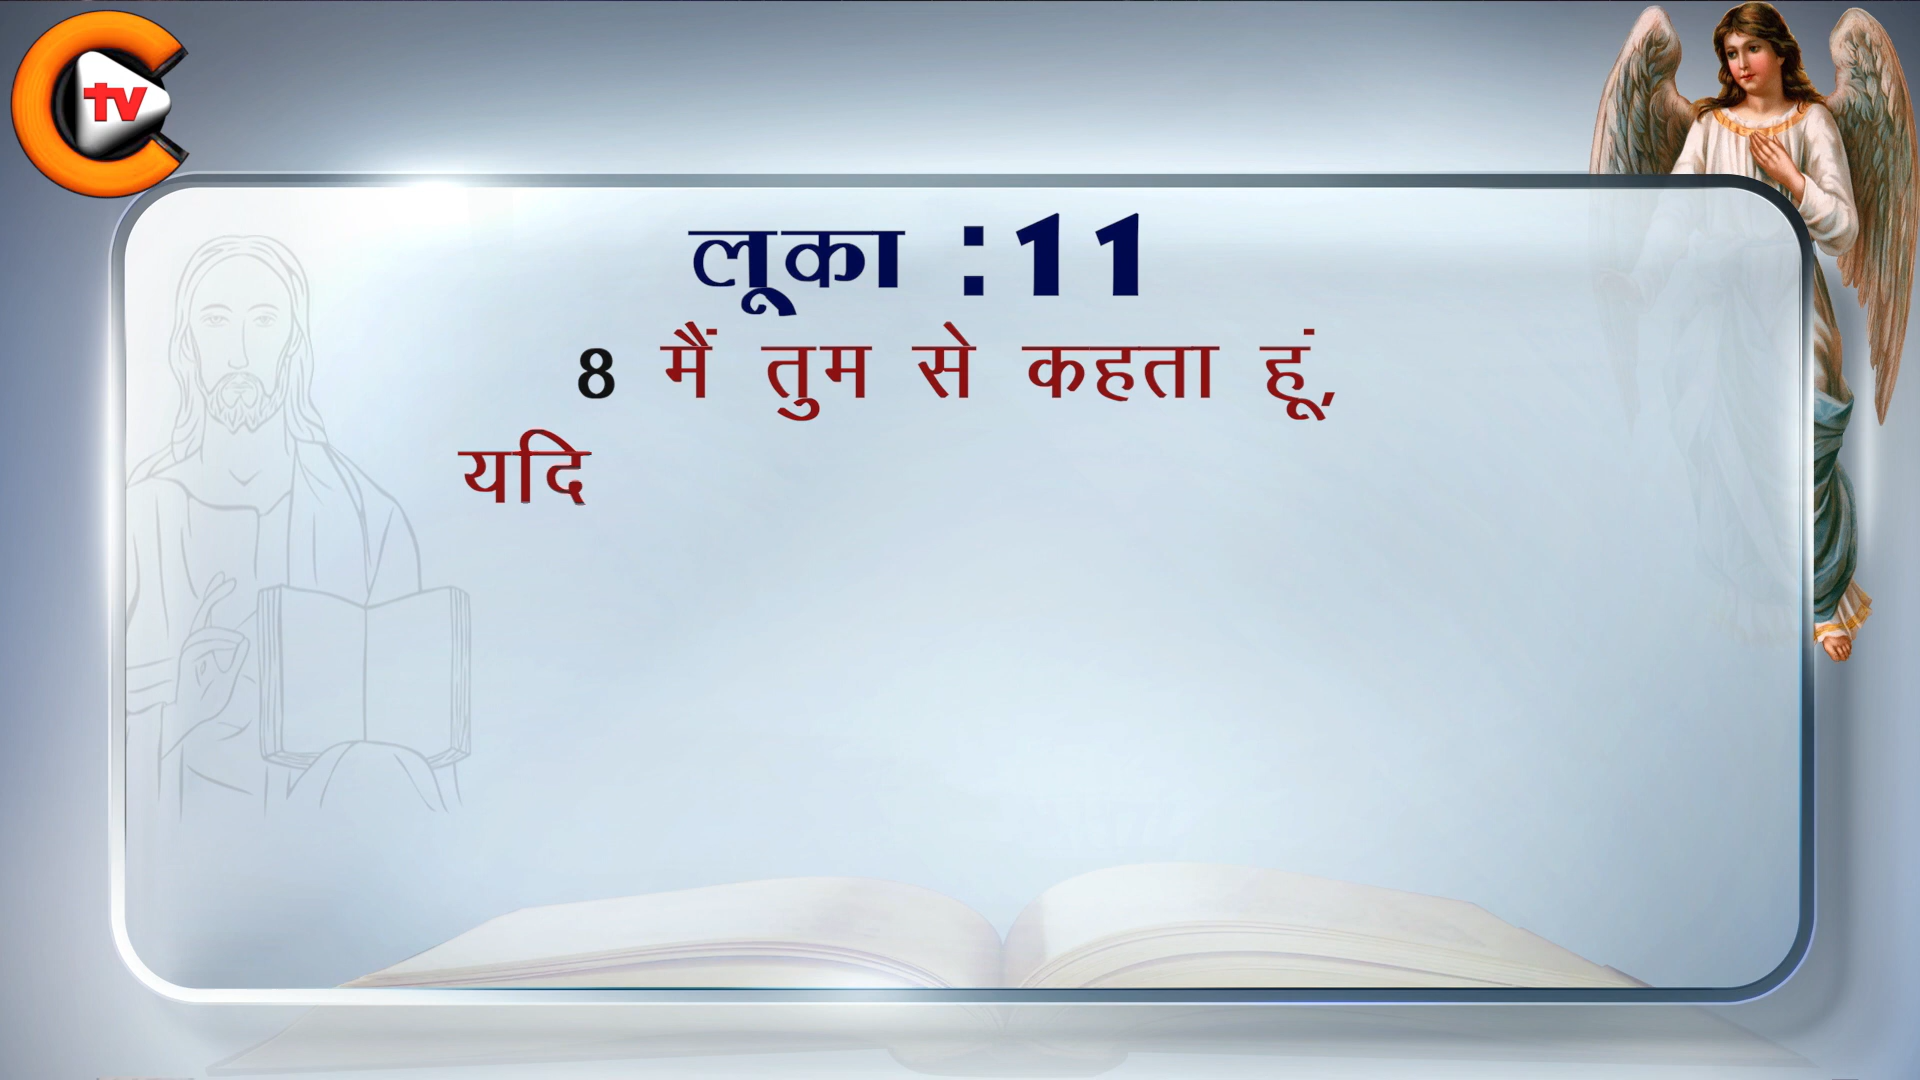 tv
लूका :11
8 मैं तुम से कहता हूं,
यदि